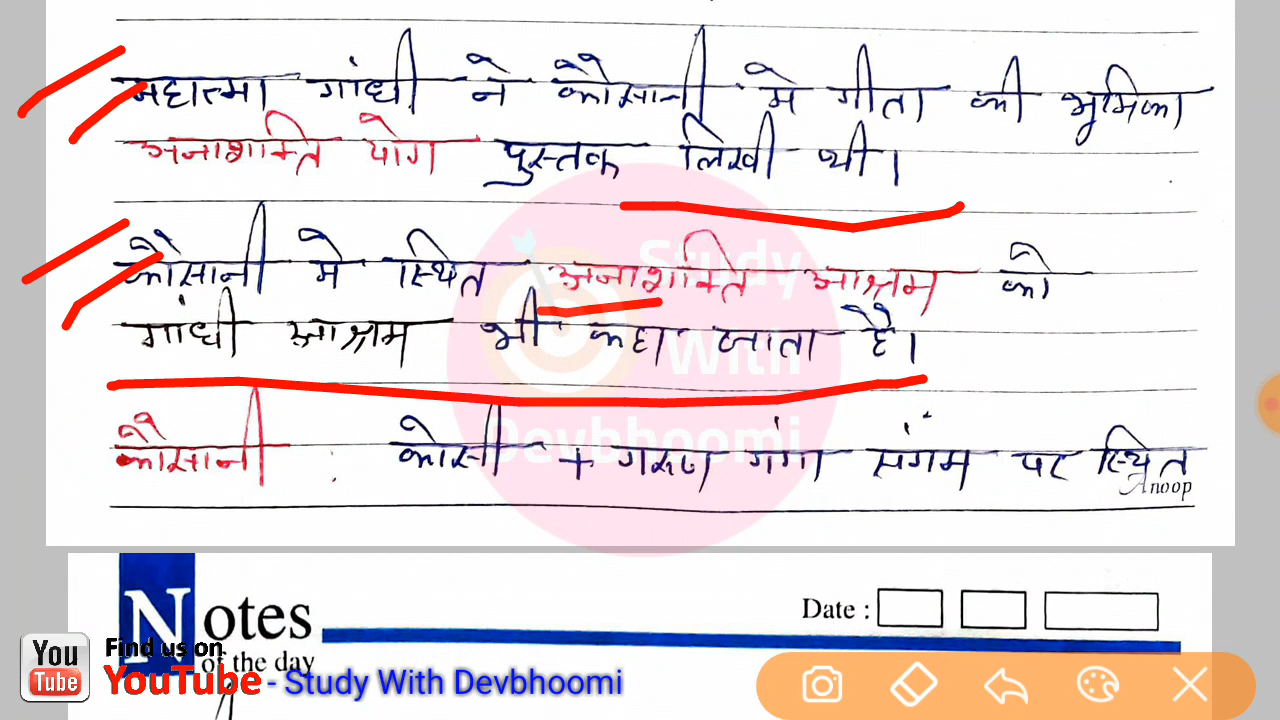 महात्मा गांधी ने कौसानी मे गीता की भूमिका
अनाशक्ति योग पुस्तक लिखी थी।
कौसानी मे स्थित अनाशक्ति आश्रम को
गांधी आश्रम भी कहा जाता है।
कौसानी कोसी + गरुण गंगा संगम पर स्थित
Anoop
Study With Devbhoomi
Notes of the day
Date :
You Tube
Find us on YouTube - Study With Devbhoomi